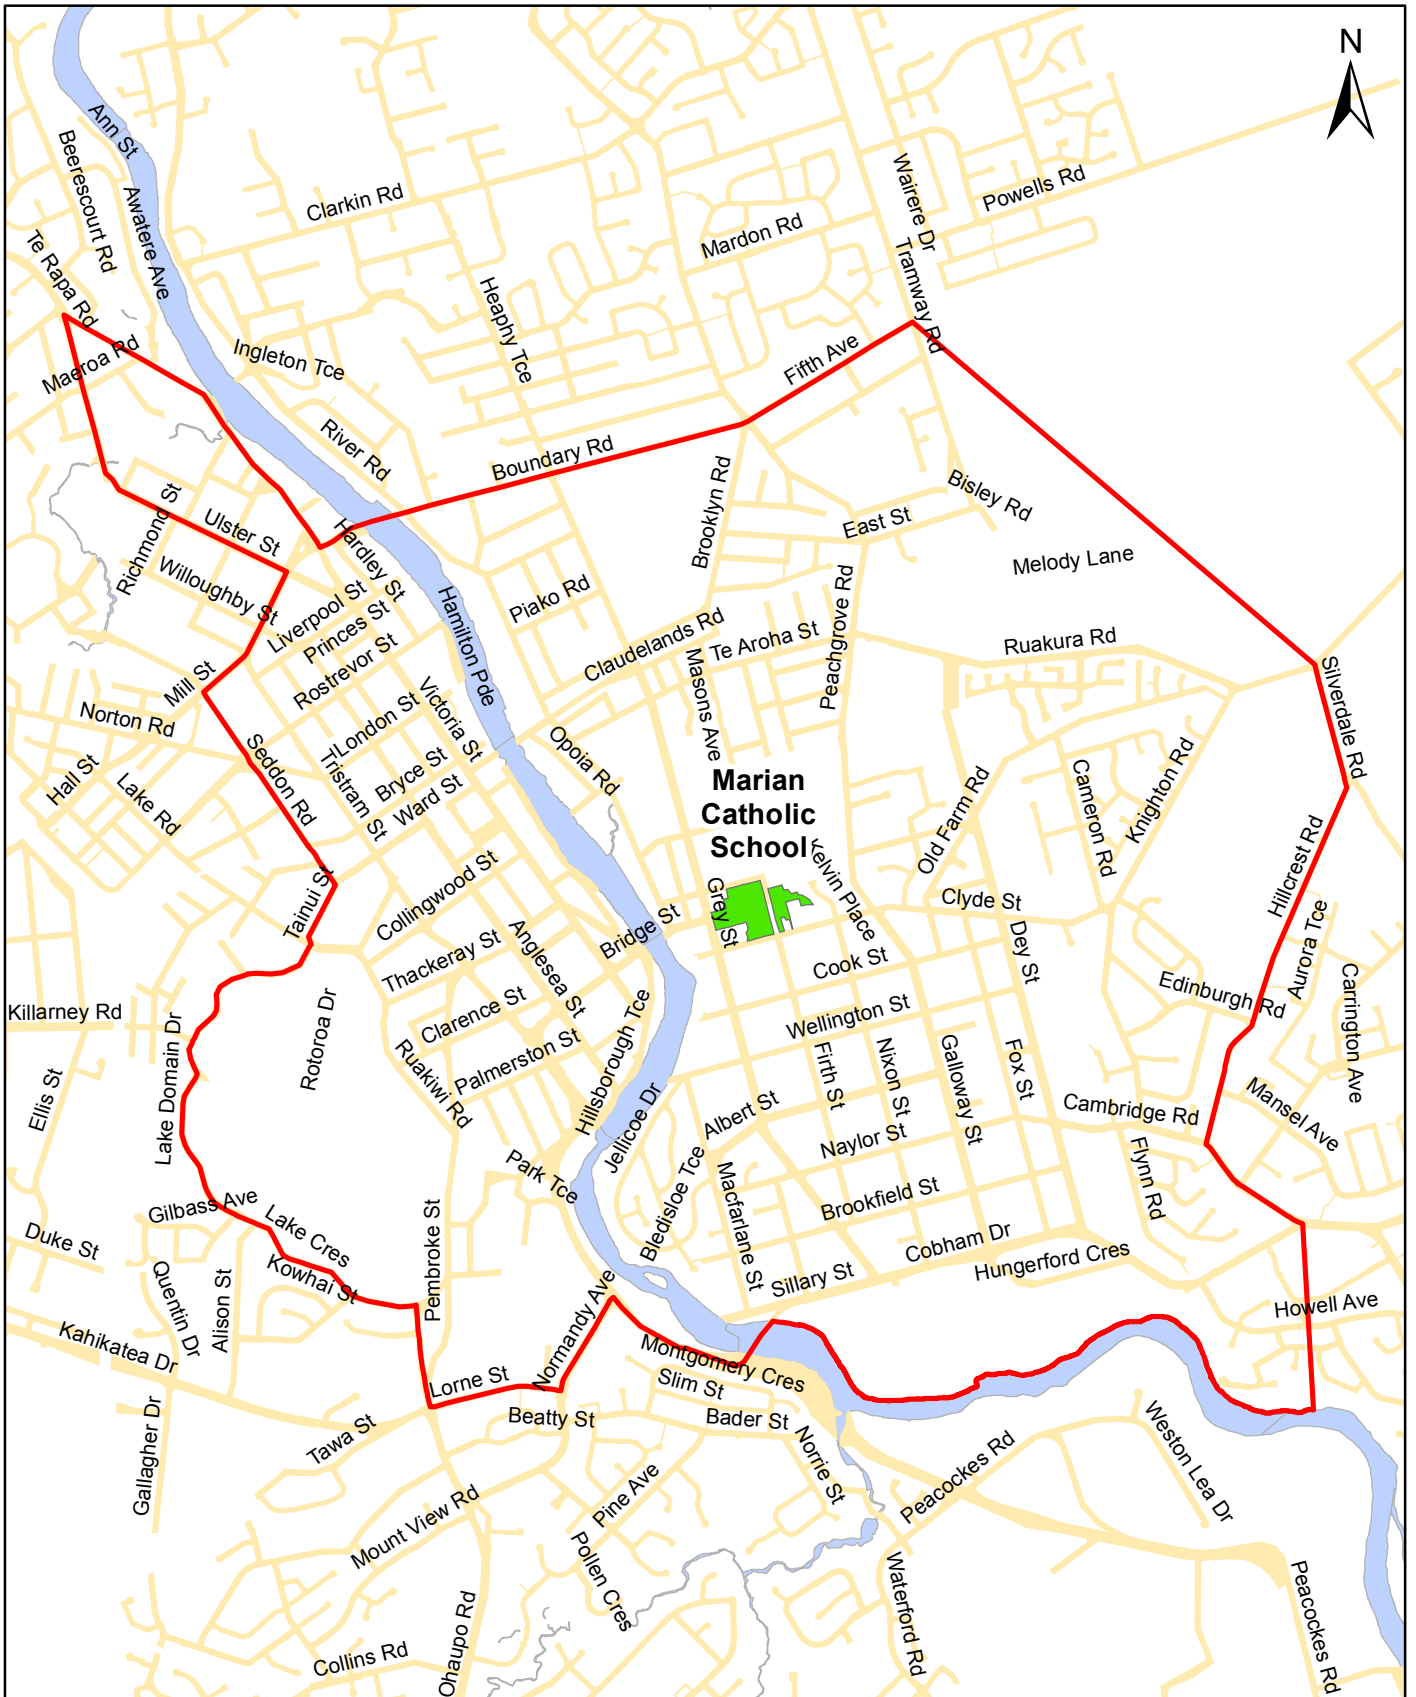 N
Ann St
Beerescourt Rd
Awatere Ave
Te Rapa Rd
Maeroa Rd
Clarkin Rd
Wairere Dr
Powells Rd
Mardon Rd
Tramway Rd
Heaphy Tce
Ingleton Tce
Fifth Ave
River Rd
Boundary Rd
Brooklyn Rd
Bisley Rd
East St
Melody Lane
Richmond St
Ulster St
Willoughby St
Hardley St
Liverpool St
Princes St
Rostrevor St
Hamilton Pde
Piako Rd
Claudelands Rd
Te Aroha St
Peachgrove Rd
Ruakura Rd
Masons Ave
Silverdale Rd
Mill St
Norton Rd
Seddon Rd
London St
Victoria St
Tristram St
Bryce St
Ward St
Opoia Rd
Hall St
Lake Rd
Marian
Catholic
School
Kelvin Place
Old Farm Rd
Cameron Rd
Knighton Rd
Hillcrest Rd
Tainui St
Collingwood St
Grey St
Clyde St
Dey St
Aurora Tce
Thackeray St
Anglesea St
Bridge St
Cook St
Edinburgh Rd
Carrington Ave
Killarney Rd
Lake Domain Dr
Rotoroa Dr
Clarence St
Palmerston St
Hillsborough Tce
Wellington St
Firth St
Nixon St
Galloway St
Fox St
Ruakiwi Rd
Ellis St
Jellicoe Dr
Albert St
Naylor St
Cambridge Rd
Mansel Ave
Flynn Rd
Park Tce
Bledisloe Tce
Macfarlane St
Brookfield St
Gilbass Ave
Lake Cres
Duke St
Kowhai St
Pembroke St
Sillary St
Cobham Dr
Hungerford Cres
Howell Ave
Quentin Dr
Alison St
Kahikatea Dr
Normandy Ave
Montgomery Cres
Lorne St
Slim St
Beatty St
Bader St
Gallagher Dr
Tawa St
Norrie St
Peacockes Rd
Weston Lea Dr
Mount View Rd
Pine Ave
Pollen Cres
Waterford Rd
Peacockes Rd
Collins Rd
Ohaupo Rd